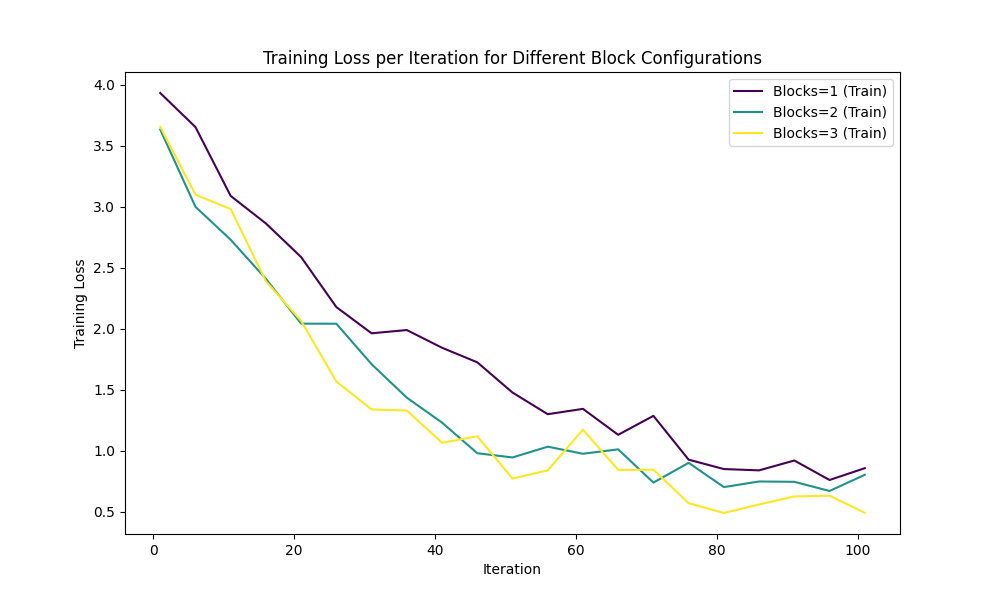 Training Loss per Iteration for Different Block Configurations
Blocks=1 (Train)
Blocks=2 (Train)
Blocks=3 (Train)
Training Loss
4.0
3.5
3.0
2.5
2.0
1.5
1.0
0.5
0 20 40 60 80 100
Iteration